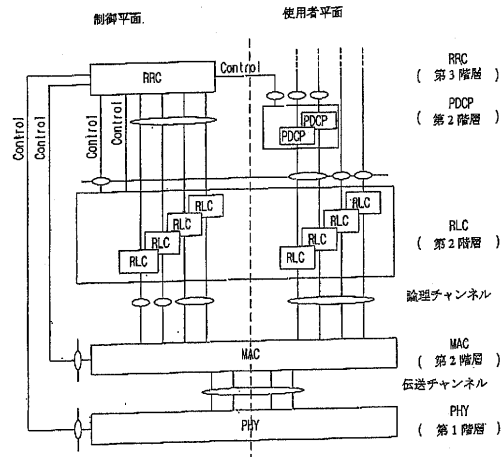 制御平面
使用者平面
RRC
Control
RRC
( 第3階層 )
Control
Control
Control
Control
PDCP
PDCP
PDCP
( 第2階層 )
RLC
RLC
RLC
RLC
RLC
RLC
RLC
RLC
RLC
( 第2階層 )
論理チャンネル
MAC
MAC
( 第2階層 )
伝送チャンネル
PHY
PHY
( 第1階層 )